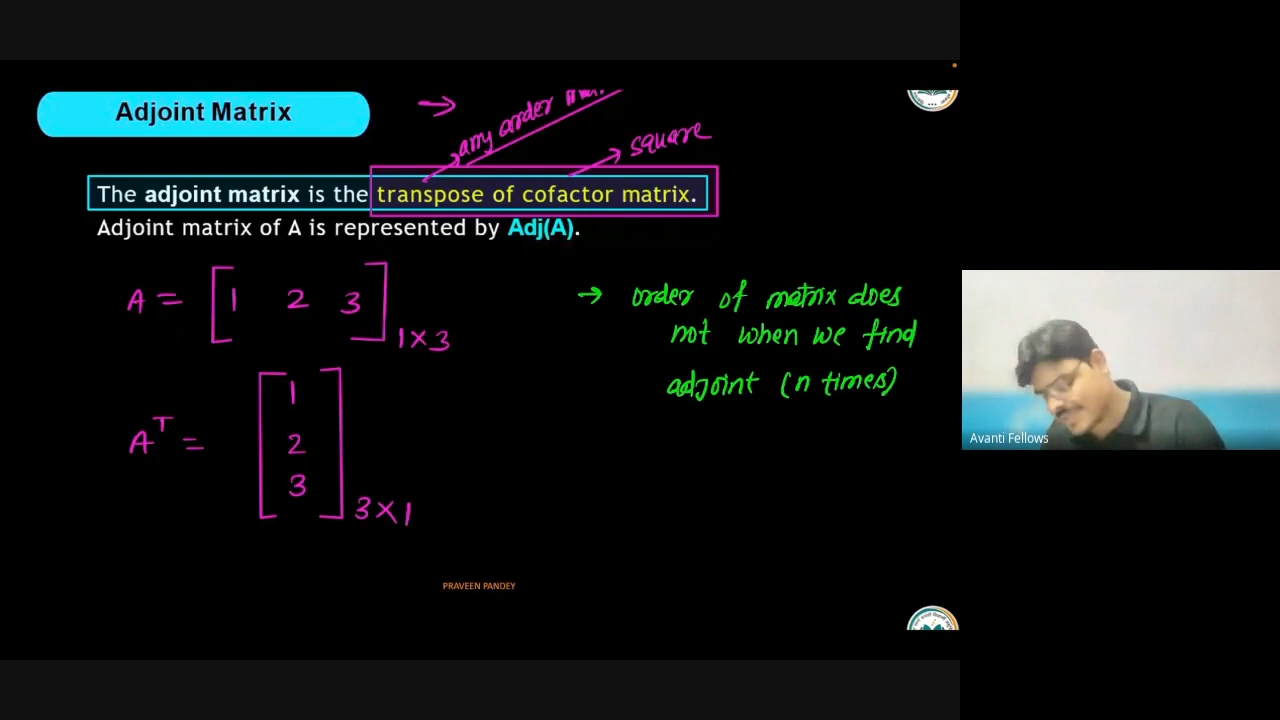 Adjoint Matrix
→ any order
→ square
The adjoint matrix is the transpose of cofactor matrix.
Adjoint matrix of A is represented by Adj(A).
A = [1 2 3] 1×3
→ order of matrix does
not when we find
adjoint (n times)
A^T =
[1
2
3] 3×1
Avanti Fellows
PRAVEEN PANDEY